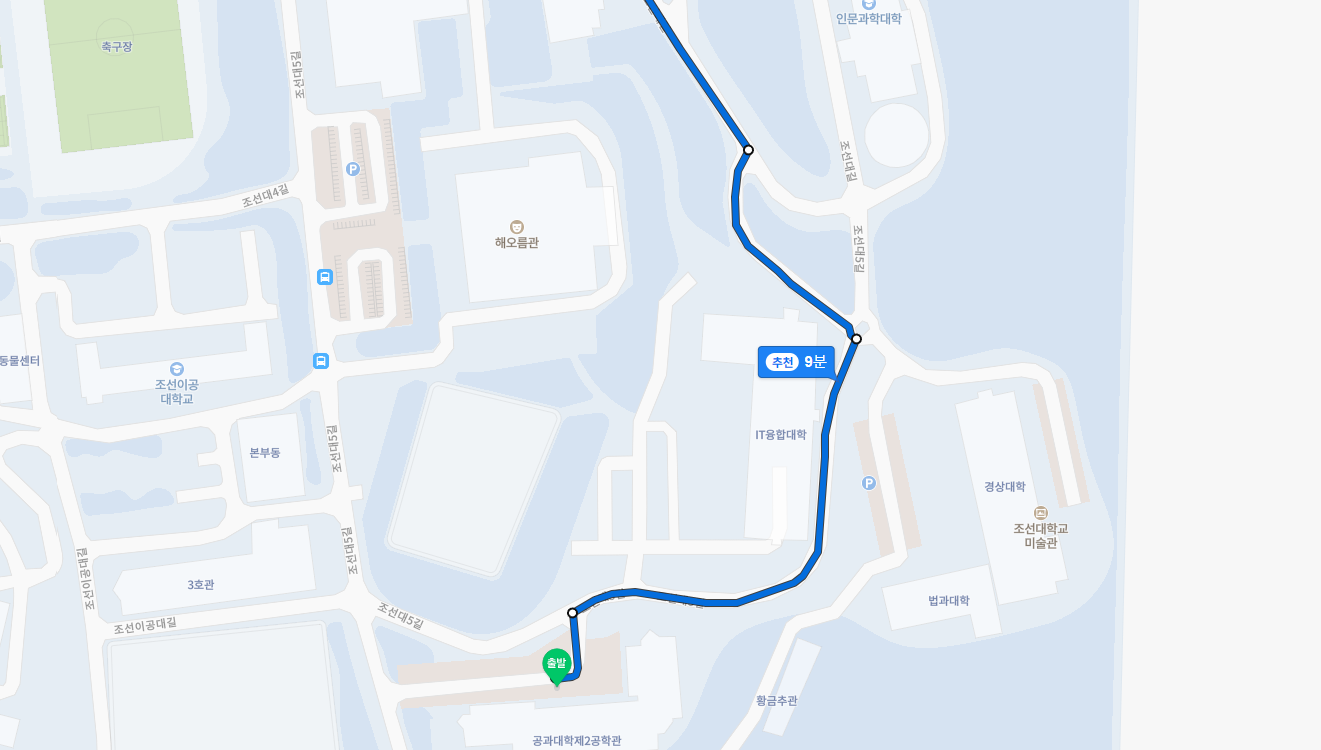 인문과학대학
축구장
조선대5길
조선대길
조선대4길
P
해오름관
조선대5길
동물센터
추천 9분
조선이공
대학교
IT융합대학
본부동
조선대5길
P
경상대학
조선대학교
미술관
조선대5길
조선이공대길
3호관
법과대학
조선대5길
조선이공대길
출발
황금추관
공과대학제2공학관